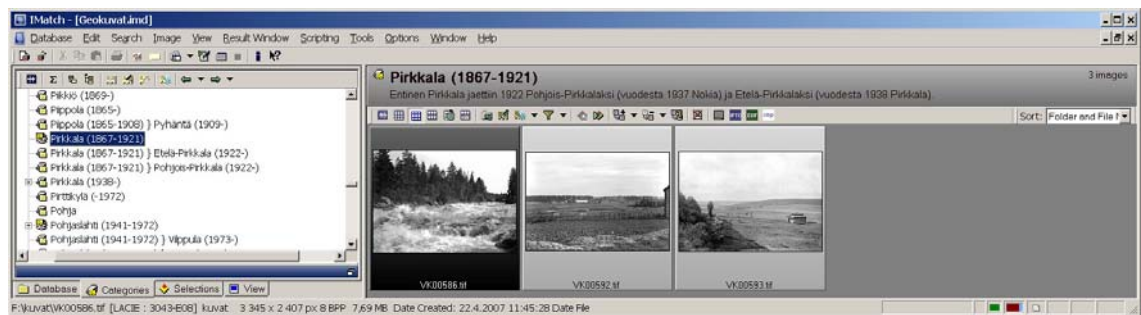 IMatch - [Geokuvat.imd]
Database Edit Search Image View Result Window Scripting Tools Options Window Help
Piikkiö (1869-)
Pippola (1865-)
Pippola (1865-1908) } Pyhäntä (1909-)
Pirkkala (1867-1921)
Pirkkala (1867-1921) } Etelä-Pirkkala (1922-)
Pirkkala (1867-1921) } Pohjois-Pirkkala (1922-)
Pirkkala (1938-)
Pirttikylä (-1972)
Pohja
Pohjaslahti (1941-1972)
Pohjaslahti (1941-1972) } Vilppula (1973-)
Database Categories Selections View
Pirkkala (1867-1921)
3 images
Entinen Pirkkala jaettiin 1922 Pohjois-Pirkkalaksi (vuodesta 1937 Nokia) ja Etelä-Pirkkalaksi (vuodesta 1938 Pirkkala).
Sort: Folder and File
VK00586.tif
VK00592.tif
VK00593.tif
F:\kuvat\VK00586.tif [LACIE : 3043-E08] kuvat 3 345 x 2 407 px 8 BPP 7,69 MB Date Created: 22.4.2007 11:45:28 Date File